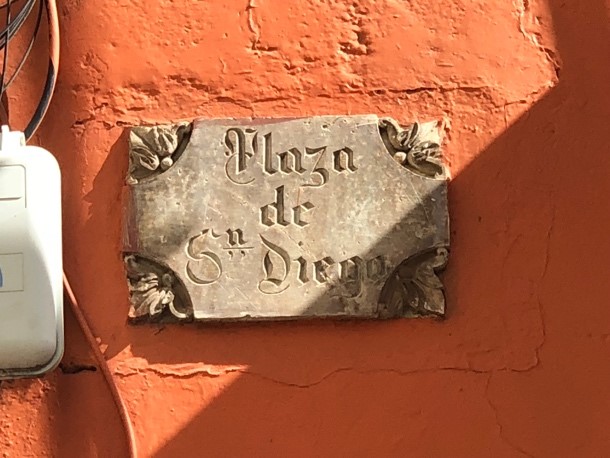 Plaza
de
Sⁿ Diego